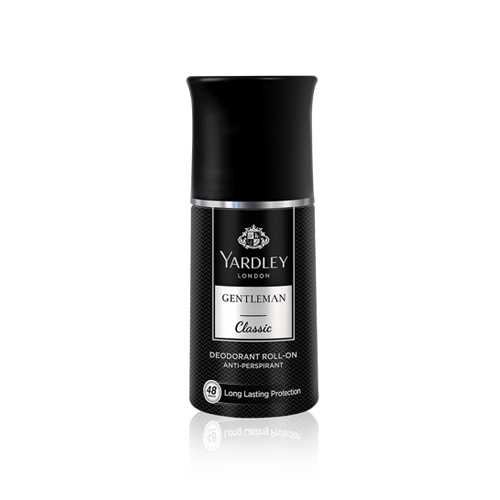 YARDLEY
LONDON
GENTLEMAN
Classic
DEODORANT ROLL-ON
ANTI-PERSPIRANT
48
Long Lasting Protection